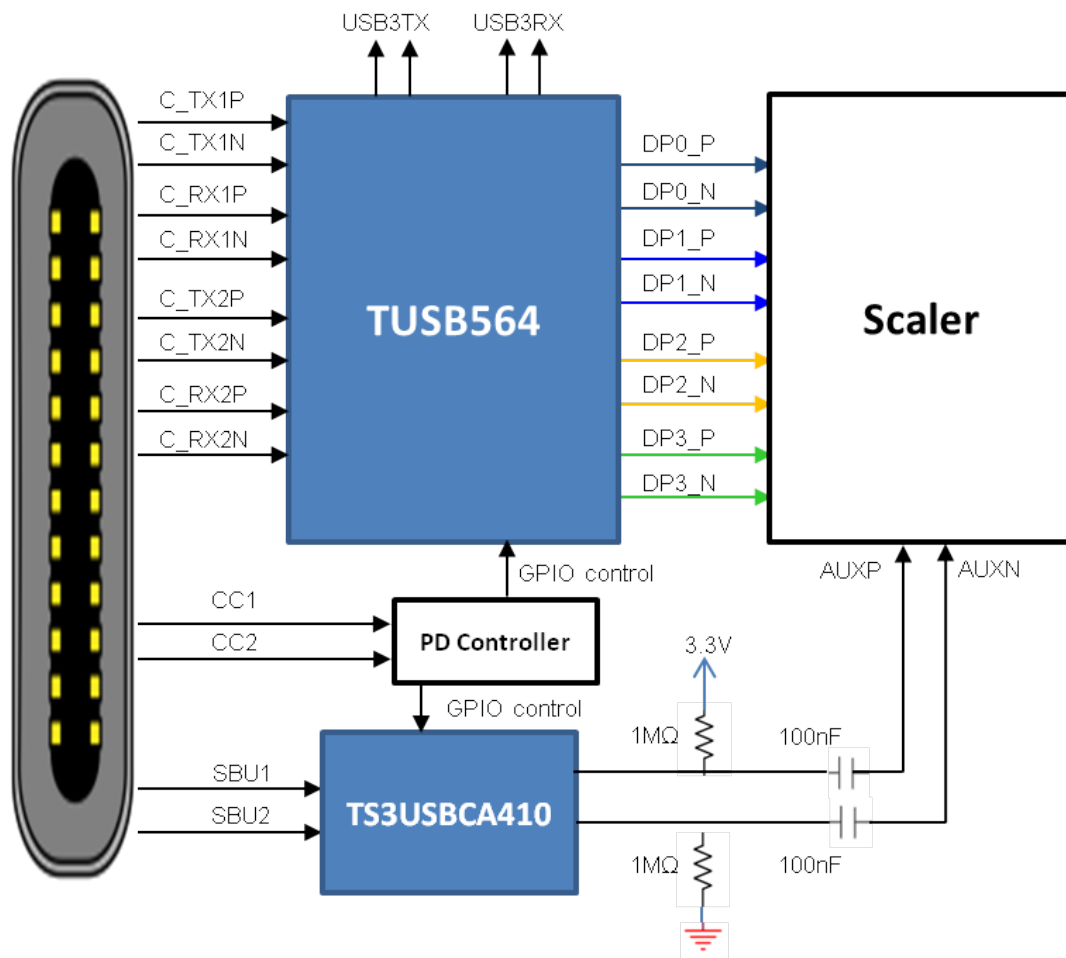 USB3TX
USB3RX
C_TX1P
C_TX1N
C_RX1P
C_RX1N
C_TX2P
C_TX2N
C_RX2P
C_RX2N
TUSB564
DP0_P
DP0_N
DP1_P
DP1_N
DP2_P
DP2_N
DP3_P
DP3_N
Scaler
GPIO control
AUXP
AUXN
CC1
CC2
PD Controller
3.3V
GPIO control
1MΩ
100nF
SBU1
SBU2
TS3USBCA410
1MΩ
100nF